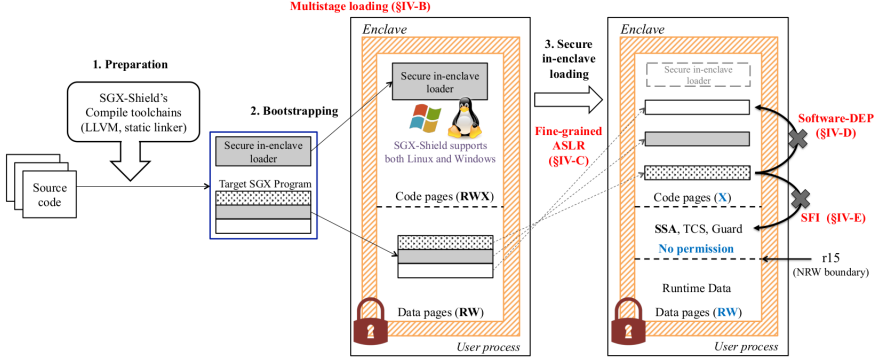 Multistage loading (§IV-B)
1. Preparation
SGX-Shield's
Compile toolchains
(LLVM, static linker)
Source
code
2. Bootstrapping
Secure in-enclave
loader
Target SGX Program
Enclave
Secure in-enclave
loader
SGX-Shield supports
both Linux and Windows
Code pages (RWX)
Data pages (RW)
User process
3. Secure
in-enclave
loading
Fine-grained
ASLR
(§IV-C)
Enclave
Secure in-enclave
loader
Code pages (X)
SSA, TCS, Guard
No permission
Runtime Data
Data pages (RW)
User process
Software-DEP
(§IV-D)
SFI (§IV-E)
r15
(NRW boundary)